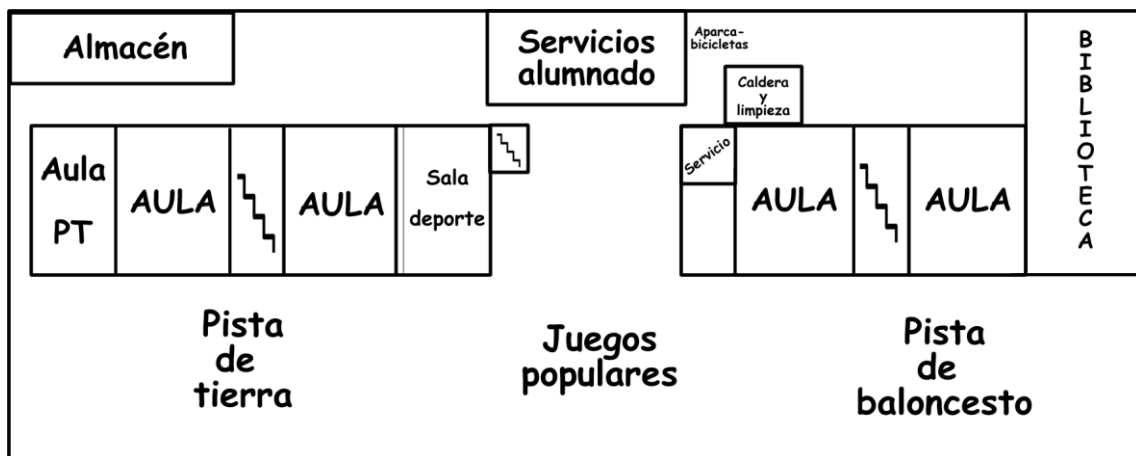 Almacén
Servicios
alumnado
Aparca-
bicicletas
Caldera
y
limpieza
BIBLIOTECA
Aula
PT
AULA
AULA
Sala
deporte
Servicio
AULA
AULA
Pista
de
tierra
Juegos
populares
Pista
de
baloncesto